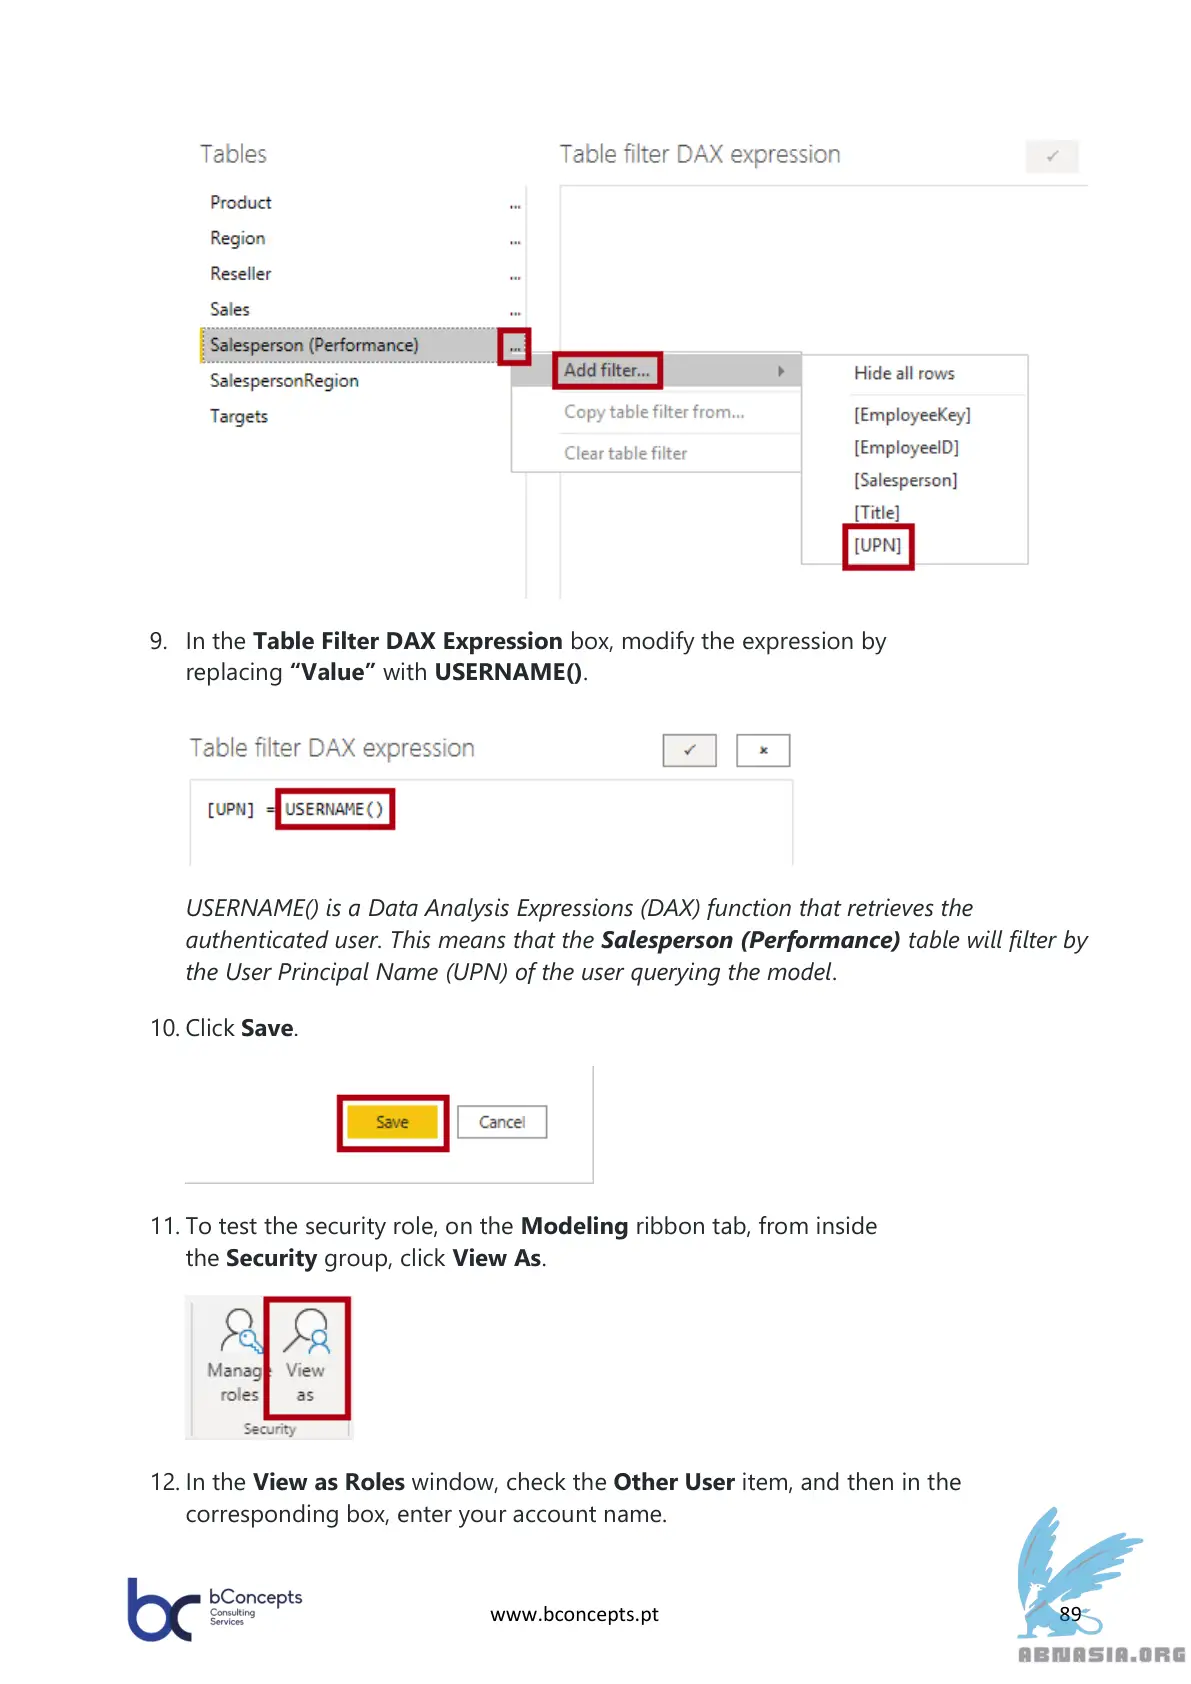 Tables
Table filter DAX expression
Product ...
Region ...
Reseller ...
Sales ...
Salesperson (Performance) ...
SalespersonRegion
Targets
Add filter...
Copy table filter from...
Clear table filter
Hide all rows
[EmployeeKey]
[EmployeeID]
[Salesperson]
[Title]
[UPN]
9. In the Table Filter DAX Expression box, modify the expression by
replacing “Value” with USERNAME().
Table filter DAX expression
[UPN] = USERNAME()
USERNAME() is a Data Analysis Expressions (DAX) function that retrieves the
authenticated user. This means that the Salesperson (Performance) table will filter by
the User Principal Name (UPN) of the user querying the model.
10. Click Save.
Save Cancel
11. To test the security role, on the Modeling ribbon tab, from inside
the Security group, click View As.
Manage
roles
View
as
Security
12. In the View as Roles window, check the Other User item, and then in the
corresponding box, enter your account name.
bc bConcepts
Consulting
Services
www.bconcepts.pt
89
ABNASIA.ORG